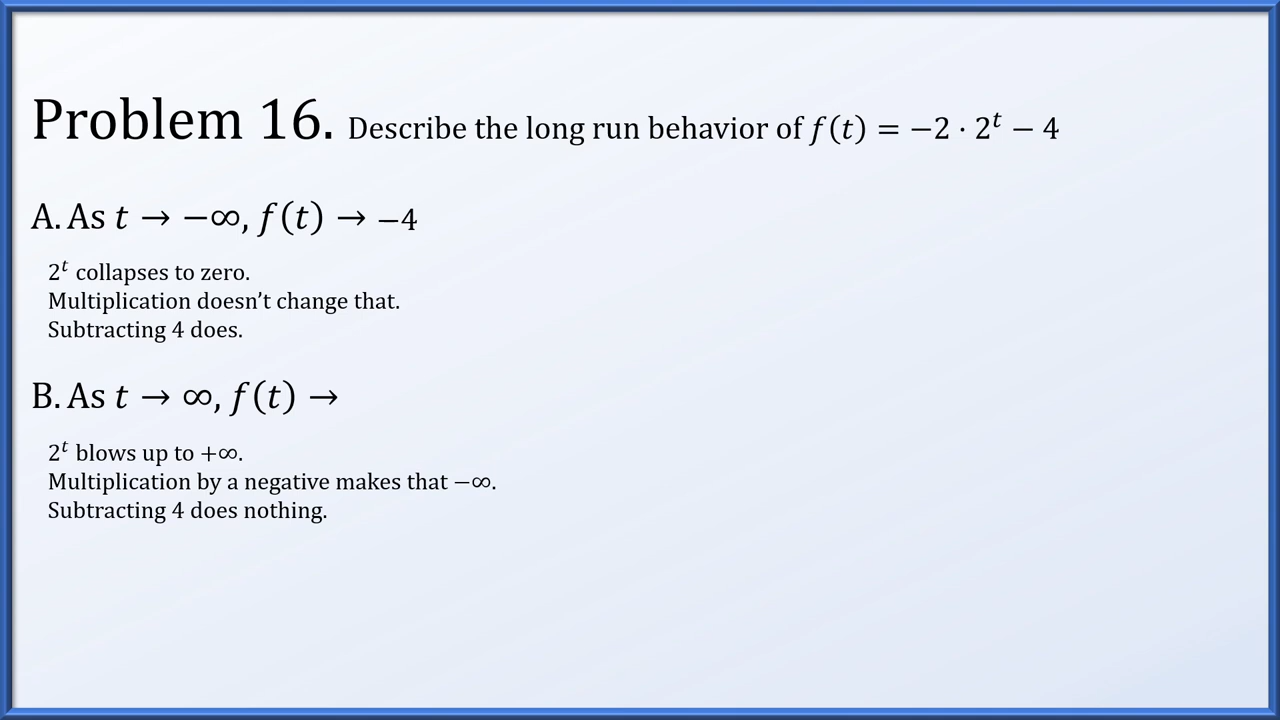 Problem 16. Describe the long run behavior of f(t) = −2 · 2^t − 4
A. As t → −∞, f(t) → −4
2^t collapses to zero.
Multiplication doesn’t change that.
Subtracting 4 does.
B. As t → ∞, f(t) →
2^t blows up to +∞.
Multiplication by a negative makes that −∞.
Subtracting 4 does nothing.